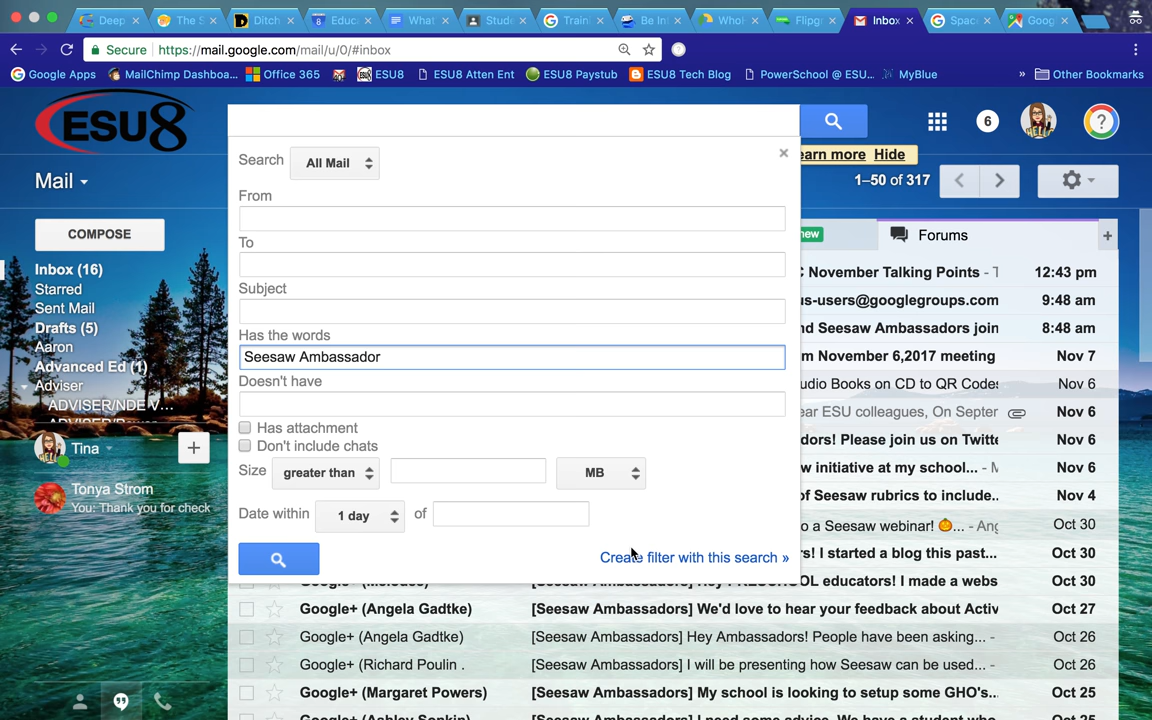 Deep
The S
Ditch
Educ
What
Stude
Traini
Be In
Who
Flipgr
Inbox
Space
Goog
Secure https://mail.google.com/mail/u/0/#inbox
Google Apps MailChimp Dashboa... Office 365 ESU8 ESU8 Atten Ent ESU8 Paystub ESU8 Tech Blog PowerSchool @ ESU... MyBlue » Other Bookmarks
ESU8
6
?
Search All Mail
earn more Hide
Mail
1–50 of 317
From
COMPOSE
new
Forums
To
Inbox (16)
November Talking Points 12:43 pm
Starred
Subject
Sent Mail
us-users@googlegroups.com 9:48 am
Drafts (5)
nd Seesaw Ambassadors join 8:48 am
Has the words
Aaron
Seesaw Ambassador
m November 6,2017 meeting Nov 7
Advanced Ed (1)
Doesn't have
Adviser
udio Books on CD to QR Codes Nov 6
ADVISER/NDE V...
ear ESU colleagues, On Septer Nov 6
Has attachment
dors! Please join us on Twitte Nov 6
Don't include chats
Tina
w initiative at my school... Nov 6
Size greater than MB
Tonya Strom
of Seesaw rubrics to include.. Nov 4
You: Thank you for check
Date within 1 day of
o a Seesaw webinar! 🎃... - Ang Oct 30
Create filter with this search »
rs! I started a blog this past... Oct 30
OL educators! I made a webs Oct 30
Google+ (Angela Gadtke) [Seesaw Ambassadors] We'd love to hear your feedback about Activ Oct 27
Google+ (Angela Gadtke) [Seesaw Ambassadors] Hey Ambassadors! People have been asking... - Oct 26
Google+ (Richard Poulin . [Seesaw Ambassadors] I will be presenting how Seesaw can be used... - Oct 26
Google+ (Margaret Powers) [Seesaw Ambassadors] My school is looking to setup some GHO's.. Oct 25